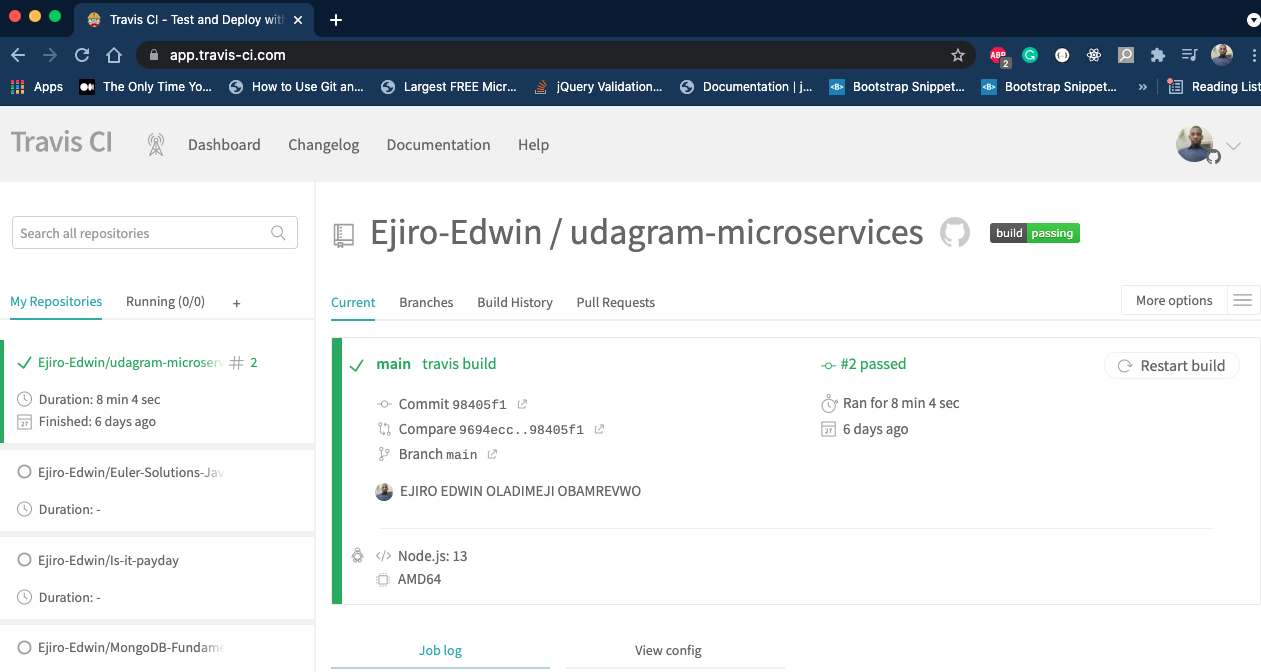 Travis CI - Test and Deploy with
app.travis-ci.com
ABP
2
Apps
The Only Time Yo...
How to Use Git an...
Largest FREE Micr...
jQuery Validation...
Documentation | j...
<B>
Bootstrap Snippet...
<B>
Bootstrap Snippet...
»
Reading List
Travis CI
Dashboard
Changelog
Documentation
Help
Search all repositories
Ejiro-Edwin / udagram-microservices
build passing
My Repositories
Running (0/0)
+
Current
Branches
Build History
Pull Requests
More options
Ejiro-Edwin/udagram-microserv
# 2
Duration: 8 min 4 sec
27
Finished: 6 days ago
Ejiro-Edwin/Euler-Solutions-Jav
Duration: -
Ejiro-Edwin/Is-it-payday
Duration: -
Ejiro-Edwin/MongoDB-Fundame
main travis build
#2 passed
Restart build
Commit 98405f1
Ran for 8 min 4 sec
Compare 9694ecc..98405f1
27
6 days ago
Branch main
EJIRO EDWIN OLADIMEJI OBAMREVWO
</> Node.js: 13
AMD64
Job log
View config